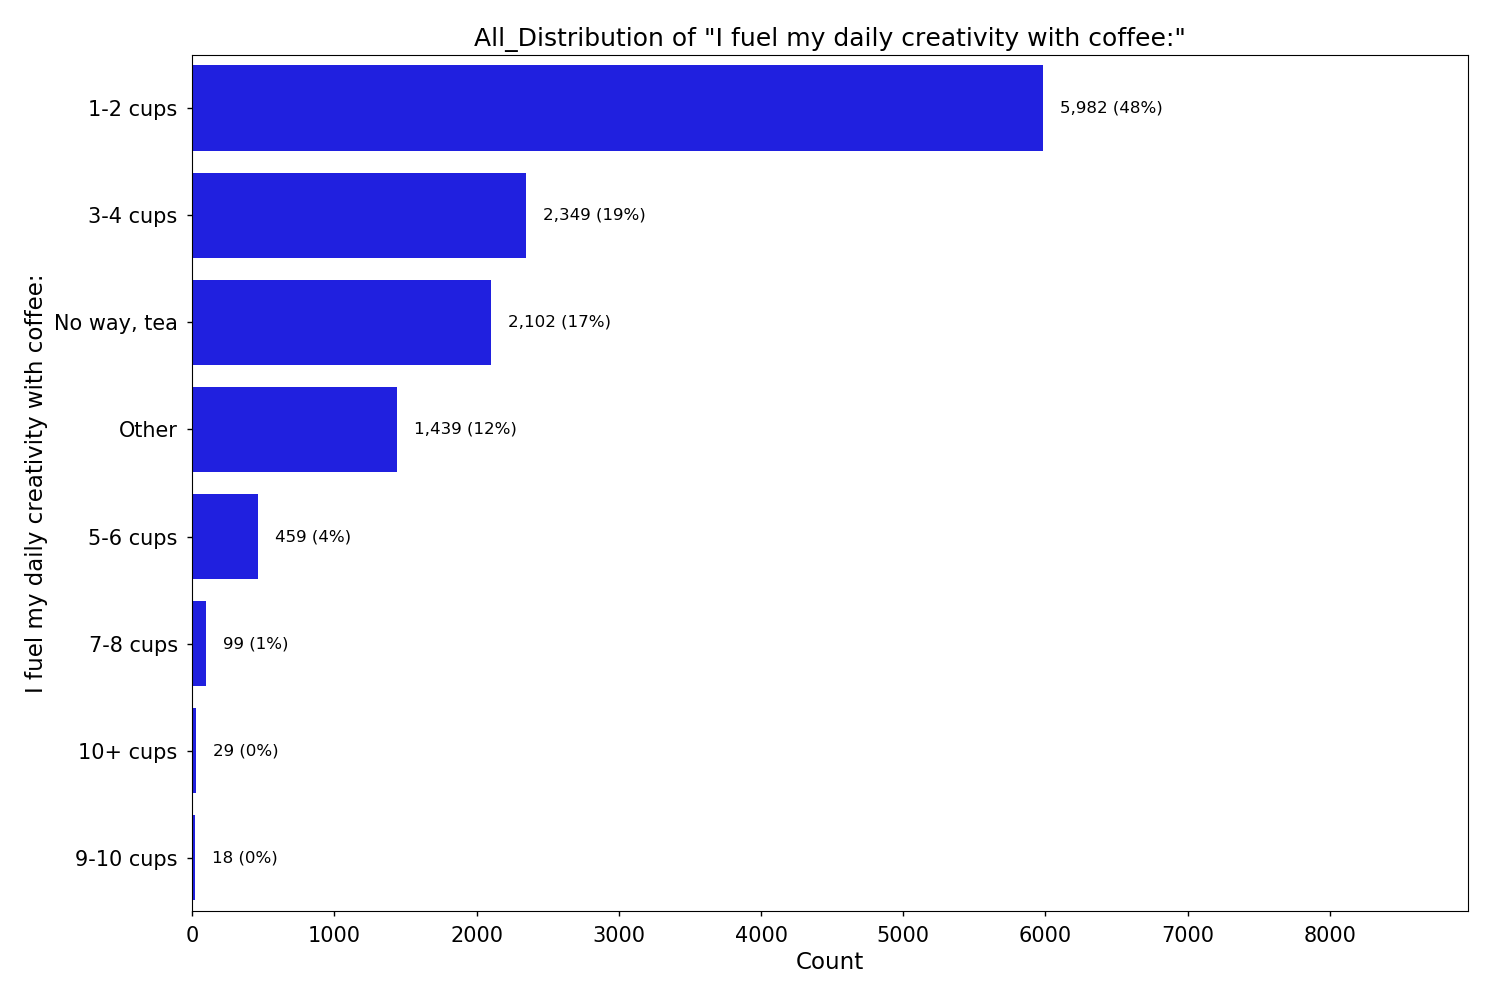 All_Distribution of "I fuel my daily creativity with coffee:"
I fuel my daily creativity with coffee:
1-2 cups 5,982 (48%)
3-4 cups 2,349 (19%)
No way, tea 2,102 (17%)
Other 1,439 (12%)
5-6 cups 459 (4%)
7-8 cups 99 (1%)
10+ cups 29 (0%)
9-10 cups 18 (0%)
0 1000 2000 3000 4000 5000 6000 7000 8000
Count